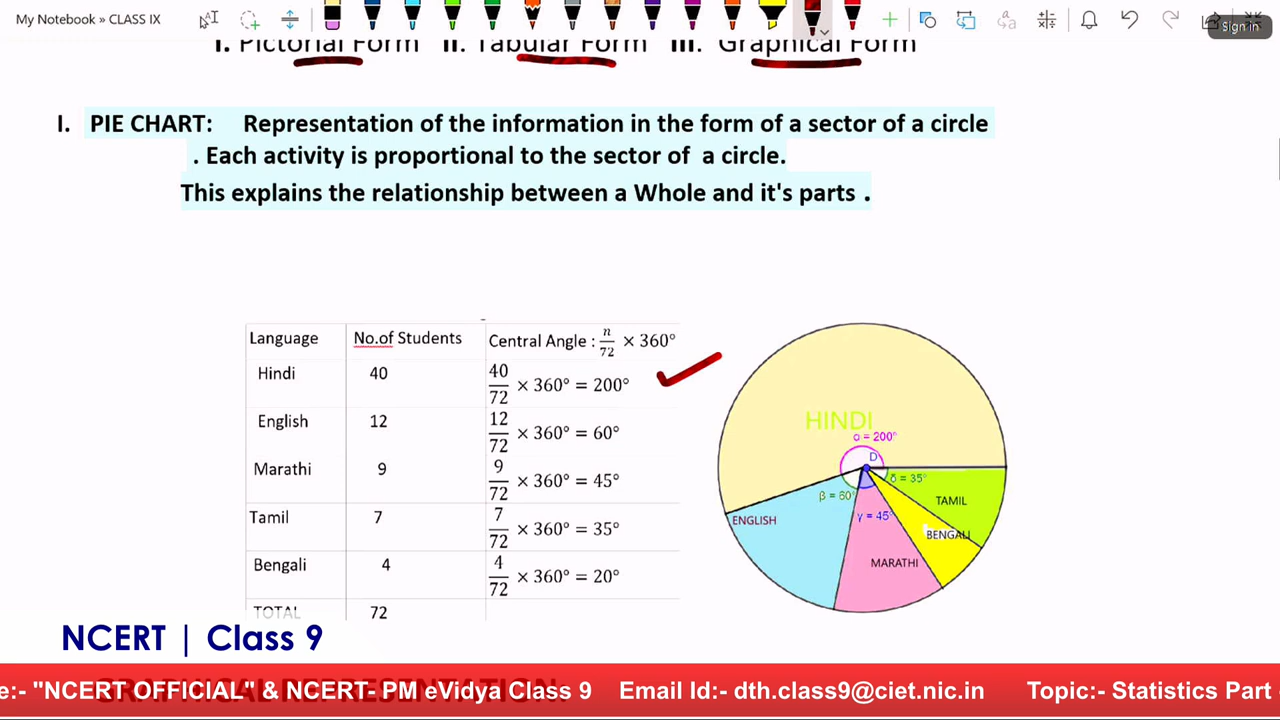 My Notebook » CLASS IX
Sign in
I. Pictorial Form II. Tabular Form III. Graphical Form
I. PIE CHART: Representation of the information in the form of a sector of a circle
. Each activity is proportional to the sector of a circle.
This explains the relationship between a Whole and it's parts .
Language No.of Students Central Angle : n/72 × 360°
Hindi 40 40/72 × 360° = 200°
English 12 12/72 × 360° = 60°
Marathi 9 9/72 × 360° = 45°
Tamil 7 7/72 × 360° = 35°
Bengali 4 4/72 × 360° = 20°
TOTAL 72
HINDI
α = 200°
D
δ = 35°
β = 60°
TAMIL
γ = 45°
ENGLISH
BENGALI
MARATHI
NCERT | Class 9
GRAPHICAL REPRESENTATION:
e:- "NCERT OFFICIAL" & NCERT- PM eVidya Class 9 Email Id:- dth.class9@ciet.nic.in Topic:- Statistics Part